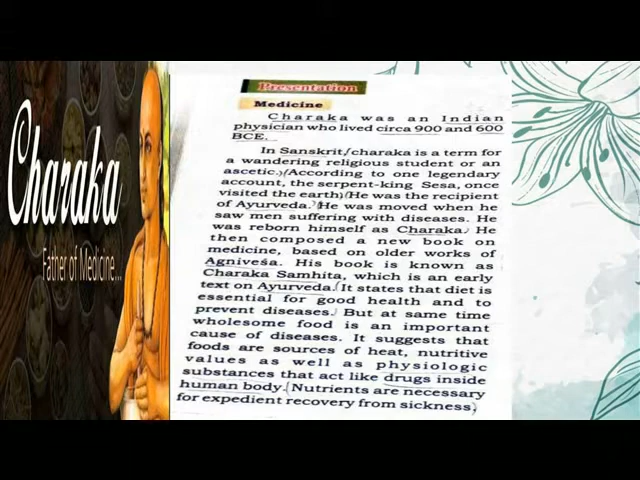 Charaka
Father of Medicine...
Presentation
Medicine
Charaka was an Indian
physician who lived circa 900 and 600
BCE.
In Sanskrit, charaka is a term for
a wandering religious student or an
ascetic. According to one legendary
account, the serpent-king Sesa, once
visited the earth. He was the recipient
of Ayurveda. He was moved when he
saw men suffering with diseases. He
was reborn himself as Charaka. He
then composed a new book on
medicine, based on older works of
Agniveśa. His book is known as
Charaka Samhita, which is an early
text on Ayurveda. It states that diet is
essential for good health and to
prevent diseases. But at same time
wholesome food is an important
cause of diseases. It suggests that
foods are sources of heat, nutritive
values as well as physiologic
substances that act like drugs inside
human body. Nutrients are necessary
for expedient recovery from sickness.